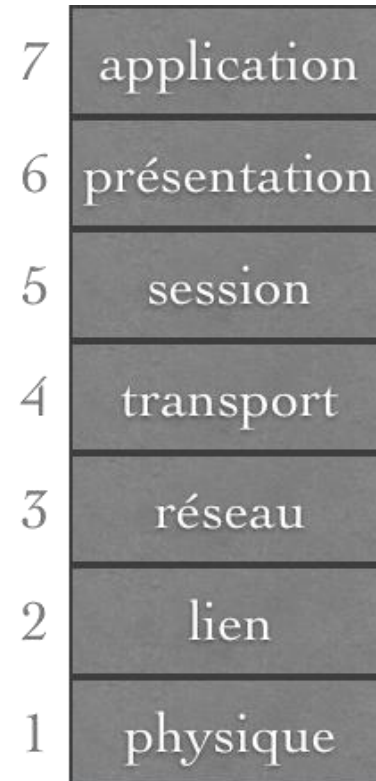 7 application
6 présentation
5 session
4 transport
3 réseau
2 lien
1 physique